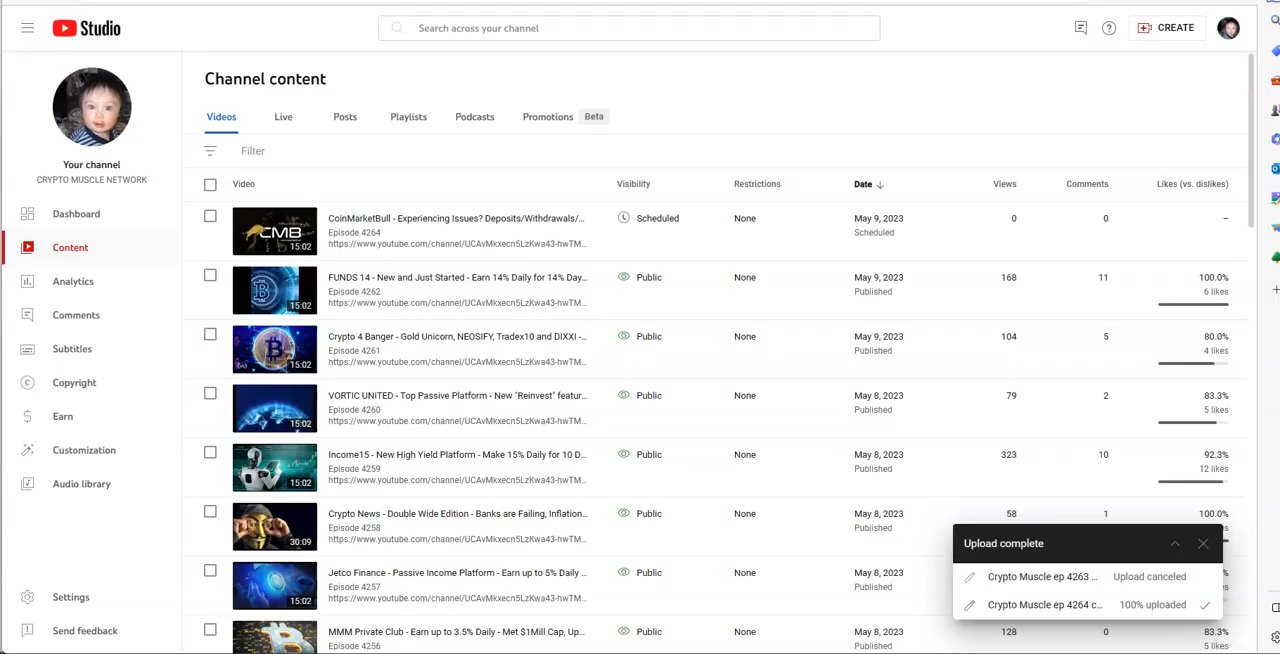 Studio
Search across your channel
CREATE
Your channel
CRYPTO MUSCLE NETWORK
Dashboard
Content
Analytics
Comments
Subtitles
Copyright
Earn
Customization
Audio library
Settings
Send feedback
Channel content
Videos Live Posts Playlists Podcasts Promotions Beta
Filter
Video Visibility Restrictions Date Views Comments Likes (vs. dislikes)
CMB 15:02
CoinMarketBull - Experiencing Issues? Deposits/Withdrawals/... Scheduled None May 9, 2023 0 0 –
Episode 4264 Scheduled
https://www.youtube.com/channel/UCAvMkxecn5LzKwa43-hwTM...
15:02
FUNDS 14 - New and Just Started - Earn 14% Daily for 14% Day... Public None May 9, 2023 168 11 100.0%
Episode 4262 Published 6 likes
https://www.youtube.com/channel/UCAvMkxecn5LzKwa43-hwTM...
15:02
Crypto 4 Banger - Gold Unicorn, NEOSIFY, Tradex10 and DIXXI -... Public None May 9, 2023 104 5 80.0%
Episode 4261 Published 4 likes
https://www.youtube.com/channel/UCAvMkxecn5LzKwa43-hwTM...
15:02
VORTIC UNITED - Top Passive Platform - New "Reinvest" featur... Public None May 8, 2023 79 2 83.3%
Episode 4260 Published 5 likes
https://www.youtube.com/channel/UCAvMkxecn5LzKwa43-hwTM...
15:02
Income15 - New High Yield Platform - Make 15% Daily for 10 D... Public None May 8, 2023 323 10 92.3%
Episode 4259 Published 12 likes
https://www.youtube.com/channel/UCAvMkxecn5LzKwa43-hwTM...
30:09
Crypto News - Double Wide Edition - Banks are Failing, Inflation... Public None May 8, 2023 58 1 100.0%
Episode 4258 Published
https://www.youtube.com/channel/UCAvMkxecn5LzKwa43-hwTM...
15:02
Jetco Finance - Passive Income Platform - Earn up to 5% Daily ... Public None May 8, 2023
Episode 4257 Published
https://www.youtube.com/channel/UCAvMkxecn5LzKwa43-hwTM...
MMM Private Club - Earn up to 3.5% Daily - Met $1Mill Cap, Up... Public None May 8, 2023 128 0 83.3%
Episode 4256 Published 5 likes
Upload complete
Crypto Muscle ep 4263 ... Upload canceled
Crypto Muscle ep 4264 c... 100% uploaded